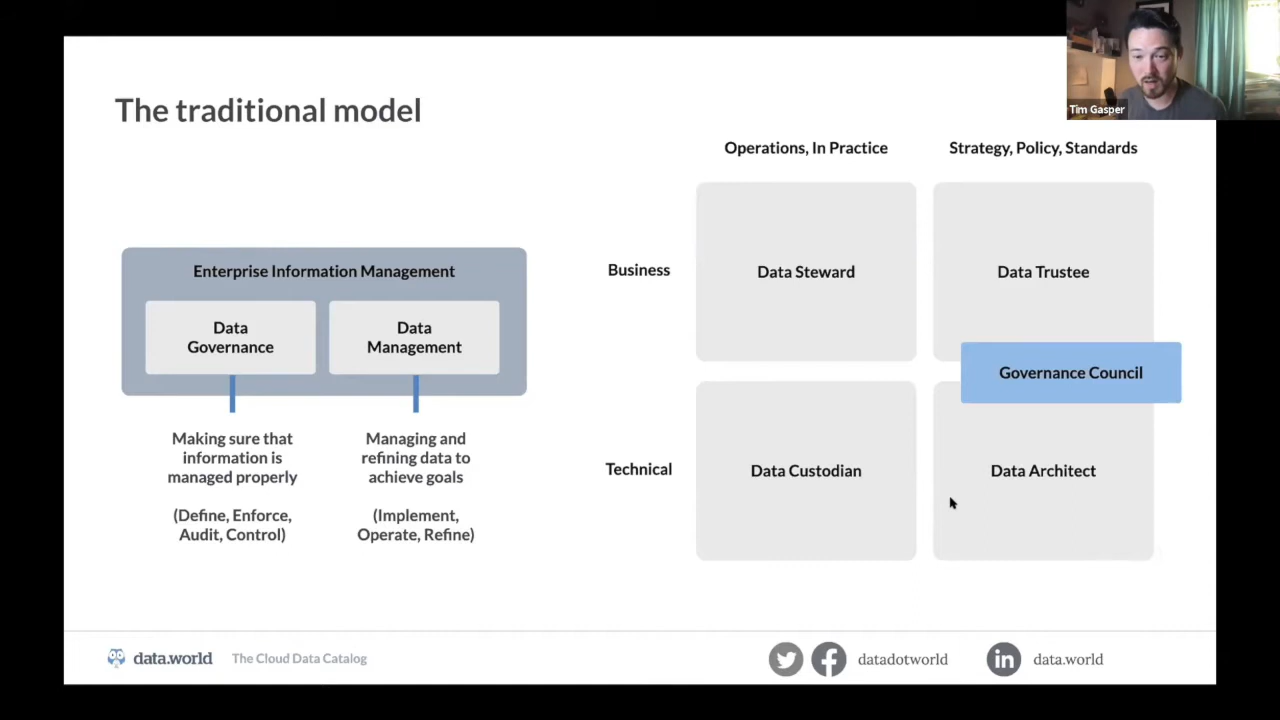 Tim Gasper
The traditional model
Operations, In Practice
Strategy, Policy, Standards
Enterprise Information Management
Data
Governance
Data
Management
Making sure that
information is
managed properly
(Define, Enforce,
Audit, Control)
Managing and
refining data to
achieve goals
(Implement,
Operate, Refine)
Business
Data Steward
Data Trustee
Governance Council
Technical
Data Custodian
Data Architect
data.world
The Cloud Data Catalog
datadotworld
in
data.world